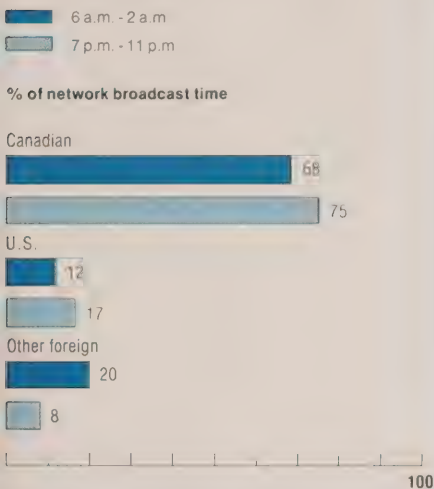 6 a.m. - 2 a.m
7 p.m. - 11 p.m
% of network broadcast time
Canadian
68
75
U.S.
12
17
Other foreign
20
8
100